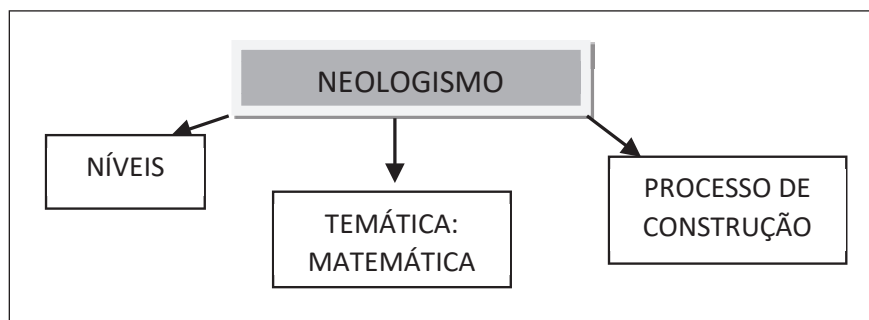 NEOLOGISMO
NÍVEIS
TEMÁTICA:
MATEMÁTICA
PROCESSO DE
CONSTRUÇÃO